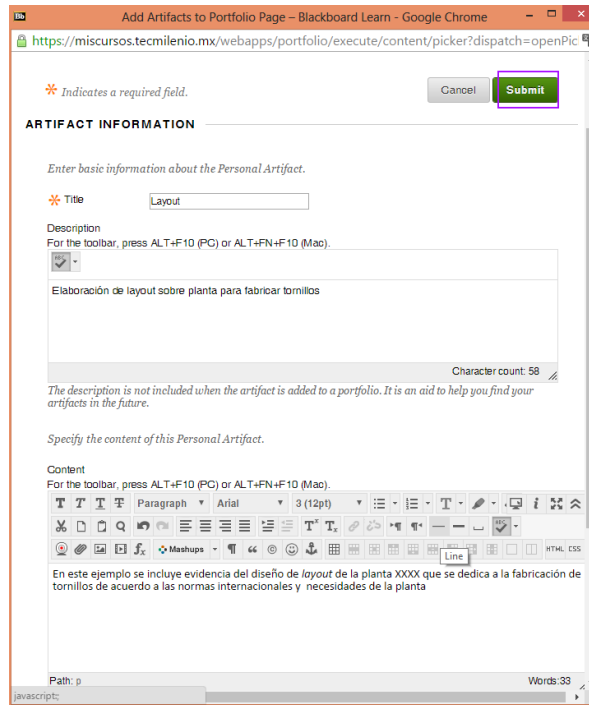 Bb Add Artifacts to Portfolio Page – Blackboard Learn - Google Chrome
https://miscursos.tecmilenio.mx/webapps/portfolio/execute/content/picker?dispatch=openPic
Indicates a required field.
Cancel Submit
ARTIFACT INFORMATION
Enter basic information about the Personal Artifact.
Title Layout
Description
For the toolbar, press ALT+F10 (PC) or ALT+FN+F10 (Mac).
ABC
Elaboración de layout sobre planta para fabricar tornillos
Character count: 58
The description is not included when the artifact is added to a portfolio. It is an aid to help you find your
artifacts in the future.
Specify the content of this Personal Artifact.
Content
For the toolbar, press ALT+F10 (PC) or ALT+FN+F10 (Mac).
T T T T Paragraph Arial 3 (12pt) T i
Tx Tx ¶ ¶ ABC
fx Mashups ¶ “ © HTML CSS
Line
En este ejemplo se incluye evidencia del diseño de layout de la planta XXXX que se dedica a la fabricación de
tornillos de acuerdo a las normas internacionales y necesidades de la planta
Path: p Words:33
javascript:;